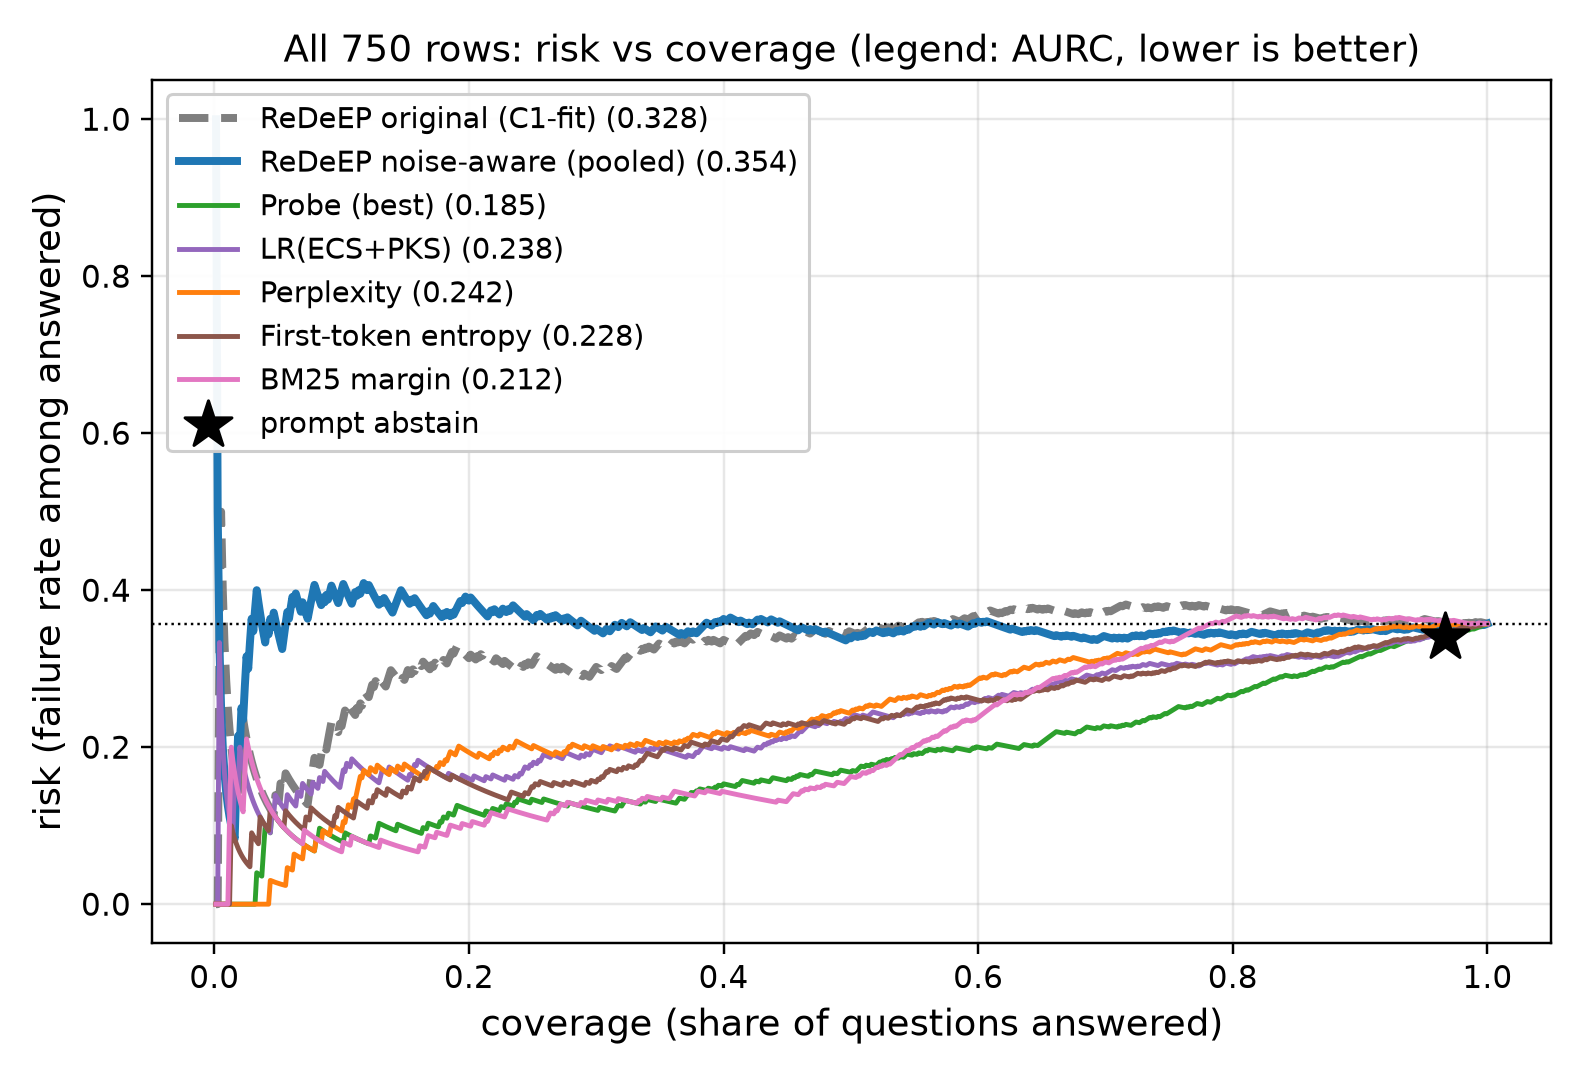 All 750 rows: risk vs coverage (legend: AURC, lower is better)
ReDeEP original (C1-fit) (0.328)
ReDeEP noise-aware (pooled) (0.354)
Probe (best) (0.185)
LR(ECS+PKS) (0.238)
Perplexity (0.242)
First-token entropy (0.228)
BM25 margin (0.212)
prompt abstain
risk (failure rate among answered)
1.0
0.8
0.6
0.4
0.2
0.0
0.0 0.2 0.4 0.6 0.8 1.0
coverage (share of questions answered)